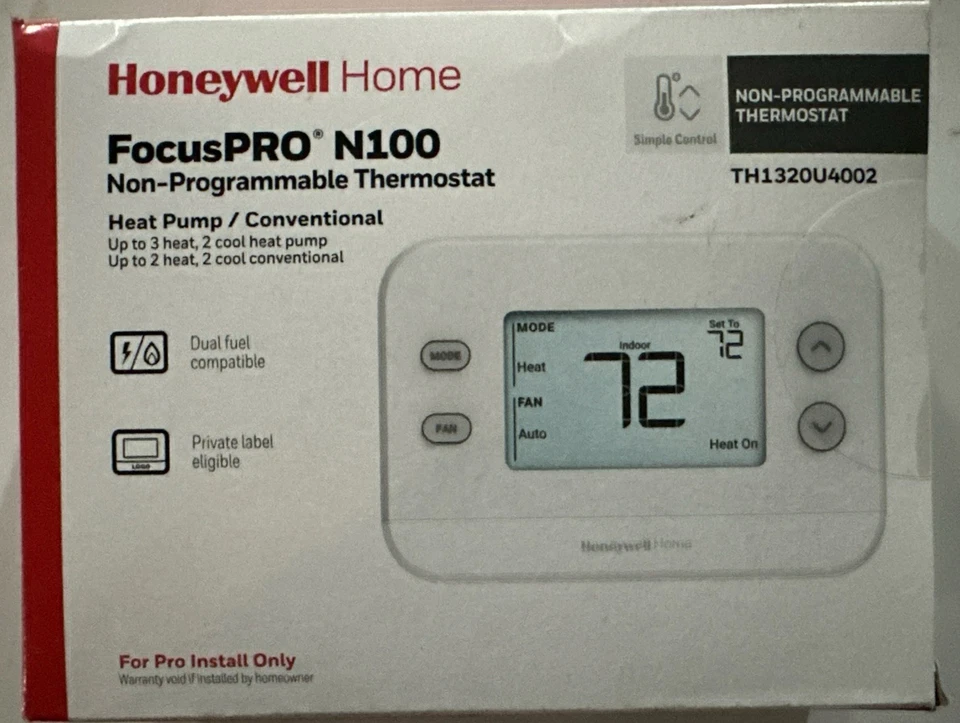 Honeywell Home
FocusPRO® N100
Non-Programmable Thermostat
Heat Pump / Conventional
Up to 3 heat, 2 cool heat pump
Up to 2 heat, 2 cool conventional
Simple Control
NON-PROGRAMMABLE
THERMOSTAT
TH1320U4002
Dual fuel
compatible
LOGO
Private label
eligible
MODE
FAN
MODE
Heat
FAN
Auto
Indoor
72
Set To
72
Heat On
Honeywell Home
For Pro Install Only
Warranty void if installed by homeowner